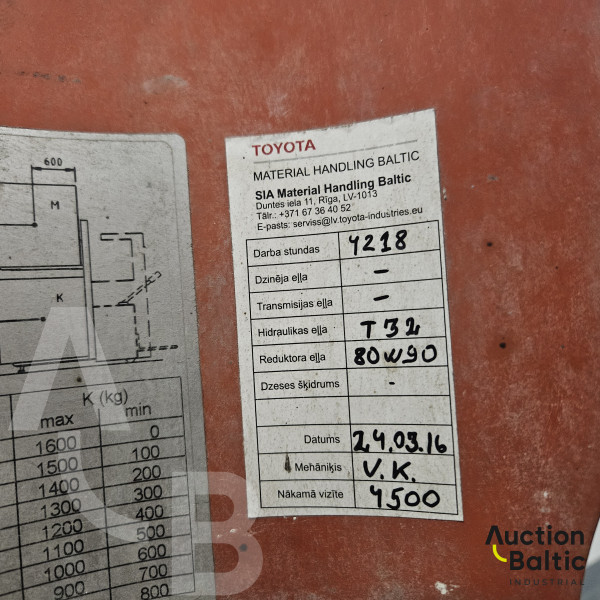 600
M
K
K (kg)
max min
1600 0
1500 100
1400 200
1300 300
1200 400
1100 500
1000 600
900 700
800
TOYOTA
MATERIAL HANDLING BALTIC
SIA Material Handling Baltic
Duntes iela 11, Rīga, LV-1013
Tālr.: +371 67 36 40 52
E-pasts: serviss@lv.toyota-industries.eu
Darba stundas 4218
Dzinēja eļļa –
Transmisijas eļļa –
Hidraulikas eļļa T32
Reduktora eļļa 80W90
Dzeses šķidrums -
Datums 24.03.16
Mehāniķis V.K.
Nākamā vizīte 4500
AB
Auction
Baltic
INDUSTRIAL